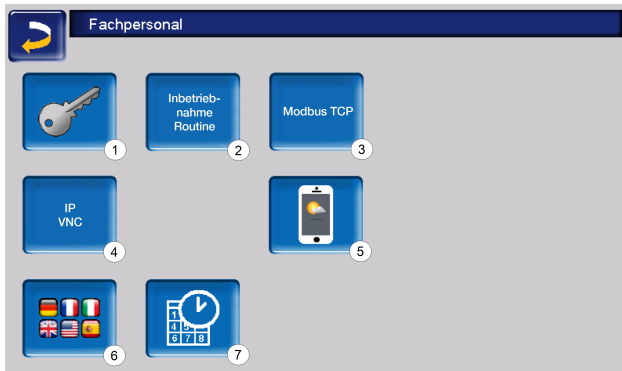 Fachpersonal
Inbetrieb-
nahme
Routine
Modbus TCP
1
2
3
IP
VNC
4
5
1
4 5
6 7 8
6
7